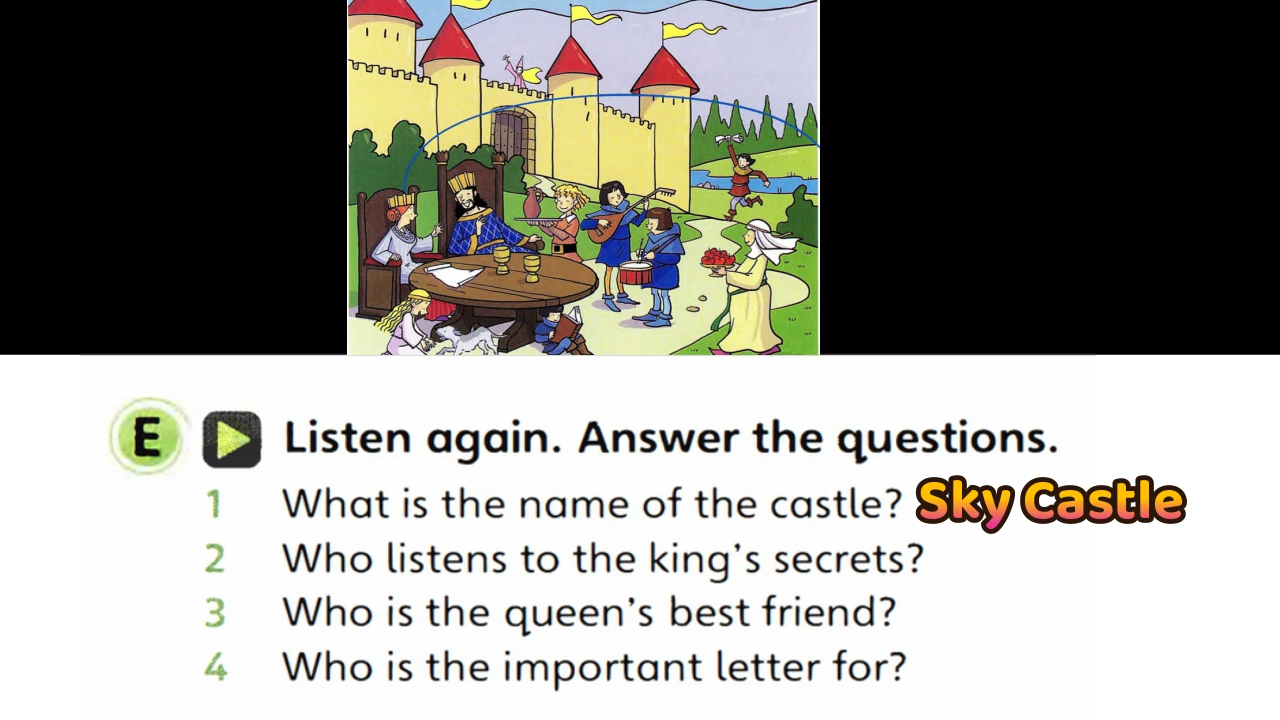 E Listen again. Answer the questions.
1 What is the name of the castle? Sky Castle
2 Who listens to the king's secrets?
3 Who is the queen's best friend?
4 Who is the important letter for?